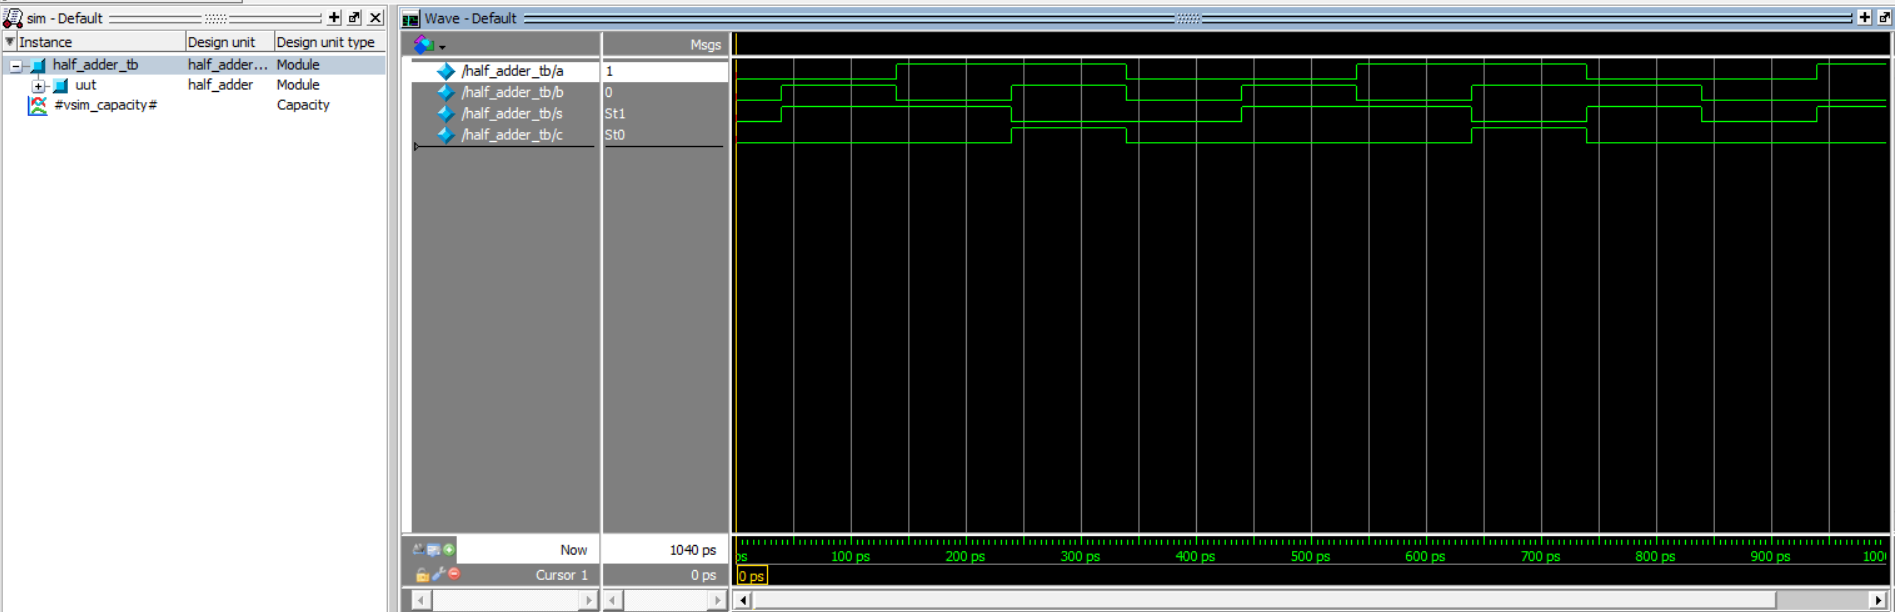 sim - Default
Instance Design unit Design unit type
half_adder_tb half_adder... Module
uut half_adder Module
#vsim_capacity# Capacity
Wave - Default
Msgs
/half_adder_tb/a 1
/half_adder_tb/b 0
/half_adder_tb/s St1
/half_adder_tb/c St0
Now 1040 ps
ps 100 ps 200 ps 300 ps 400 ps 500 ps 600 ps 700 ps 800 ps 900 ps 100
Cursor 1 0 ps
0 ps